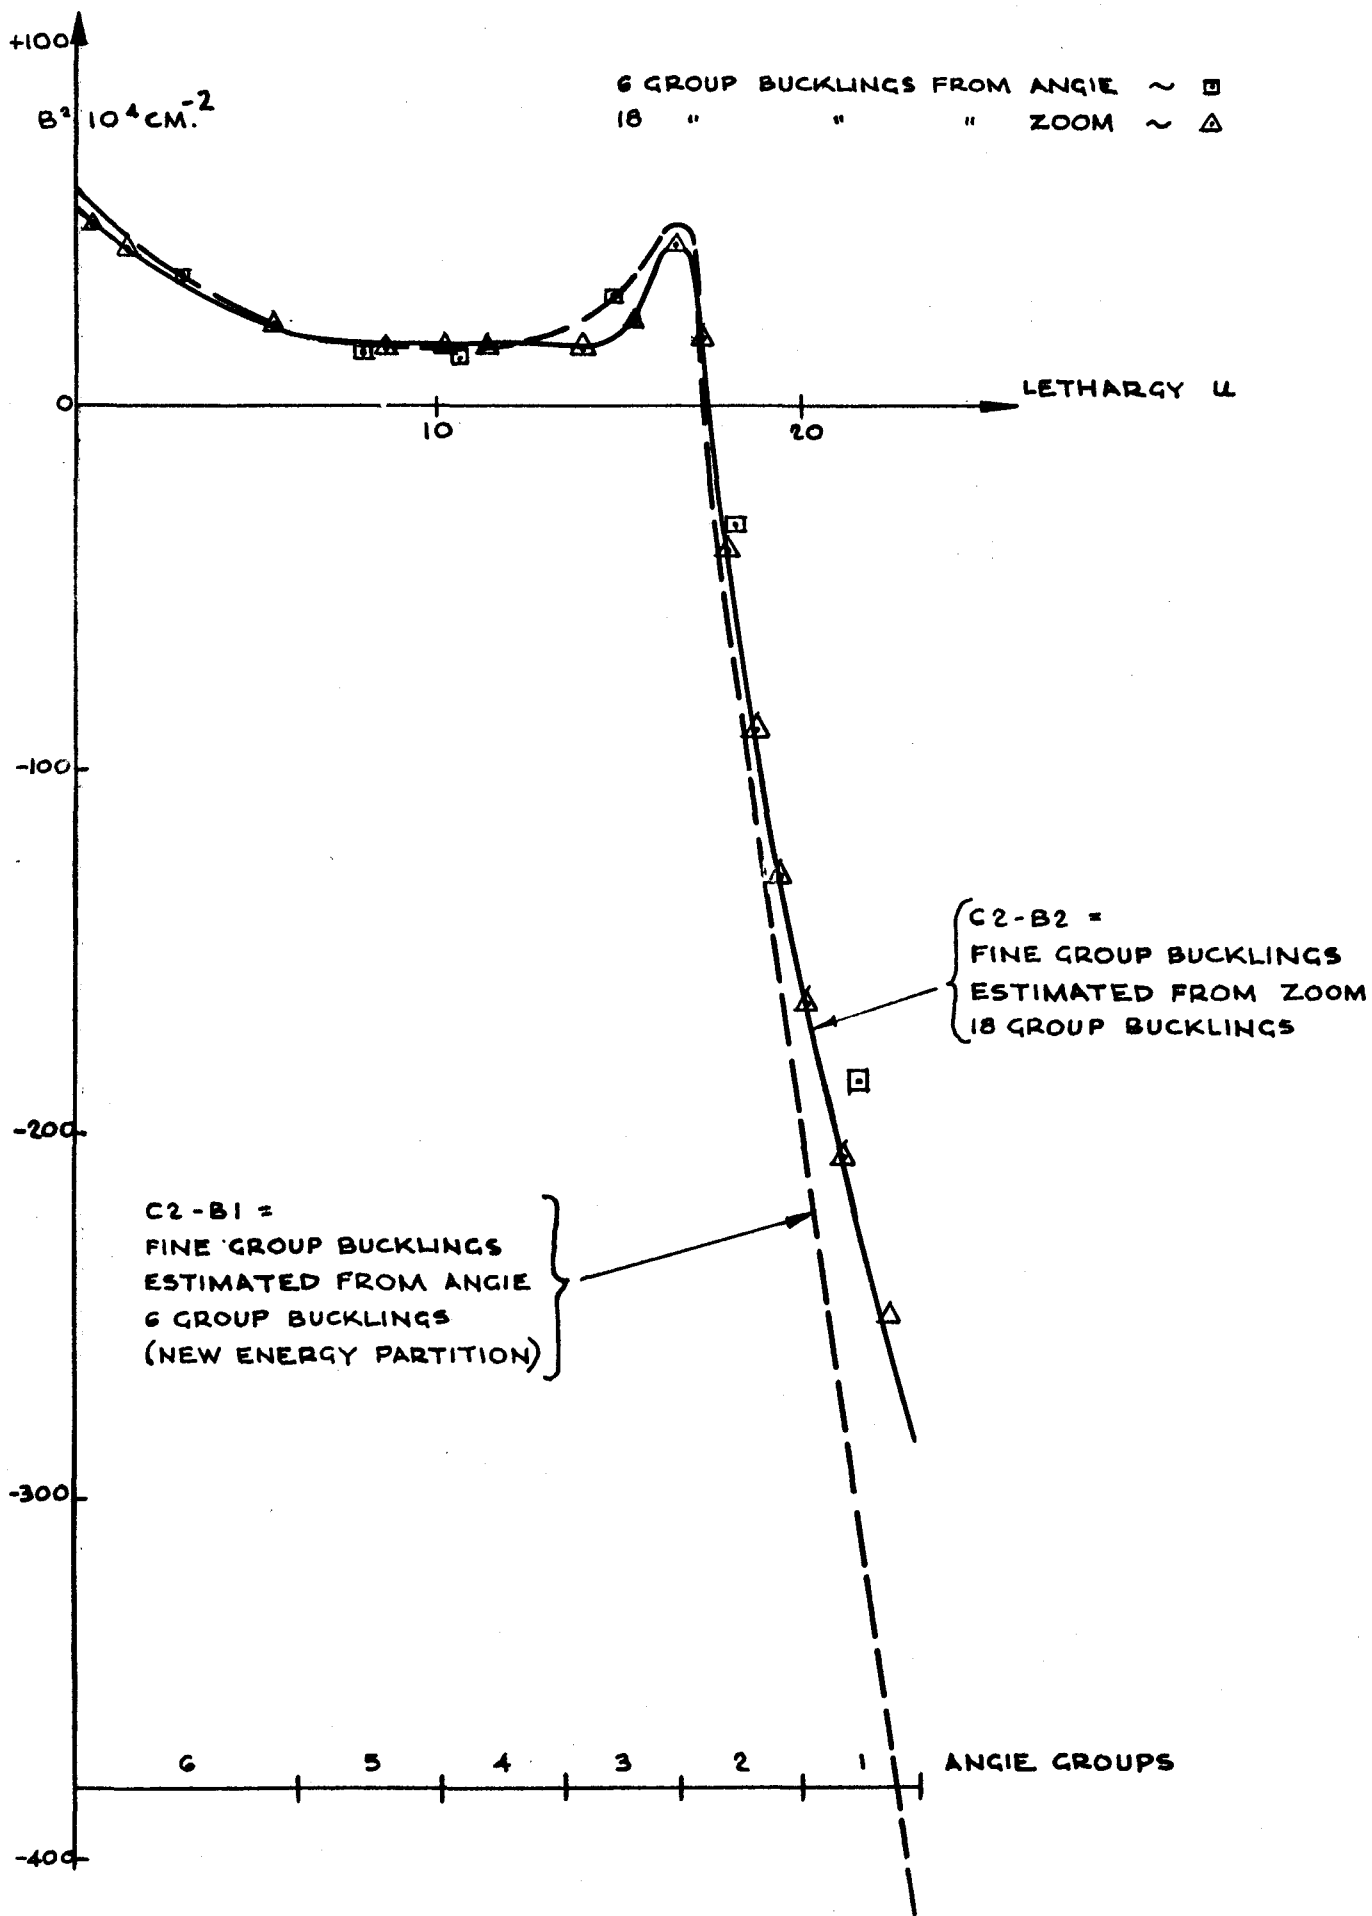 +100
B² 10⁴ CM.⁻²
6 GROUP BUCKLINGS FROM ANGIE ~ ⊡
18 " " " ZOOM ~ △
0
10
20
LETHARGY u
-100
C2-B2 =
FINE GROUP BUCKLINGS
ESTIMATED FROM ZOOM
18 GROUP BUCKLINGS
-200
C2-B1 =
FINE GROUP BUCKLINGS
ESTIMATED FROM ANGIE
6 GROUP BUCKLINGS
(NEW ENERGY PARTITION)
-300
6 5 4 3 2 1 ANGIE GROUPS
-400